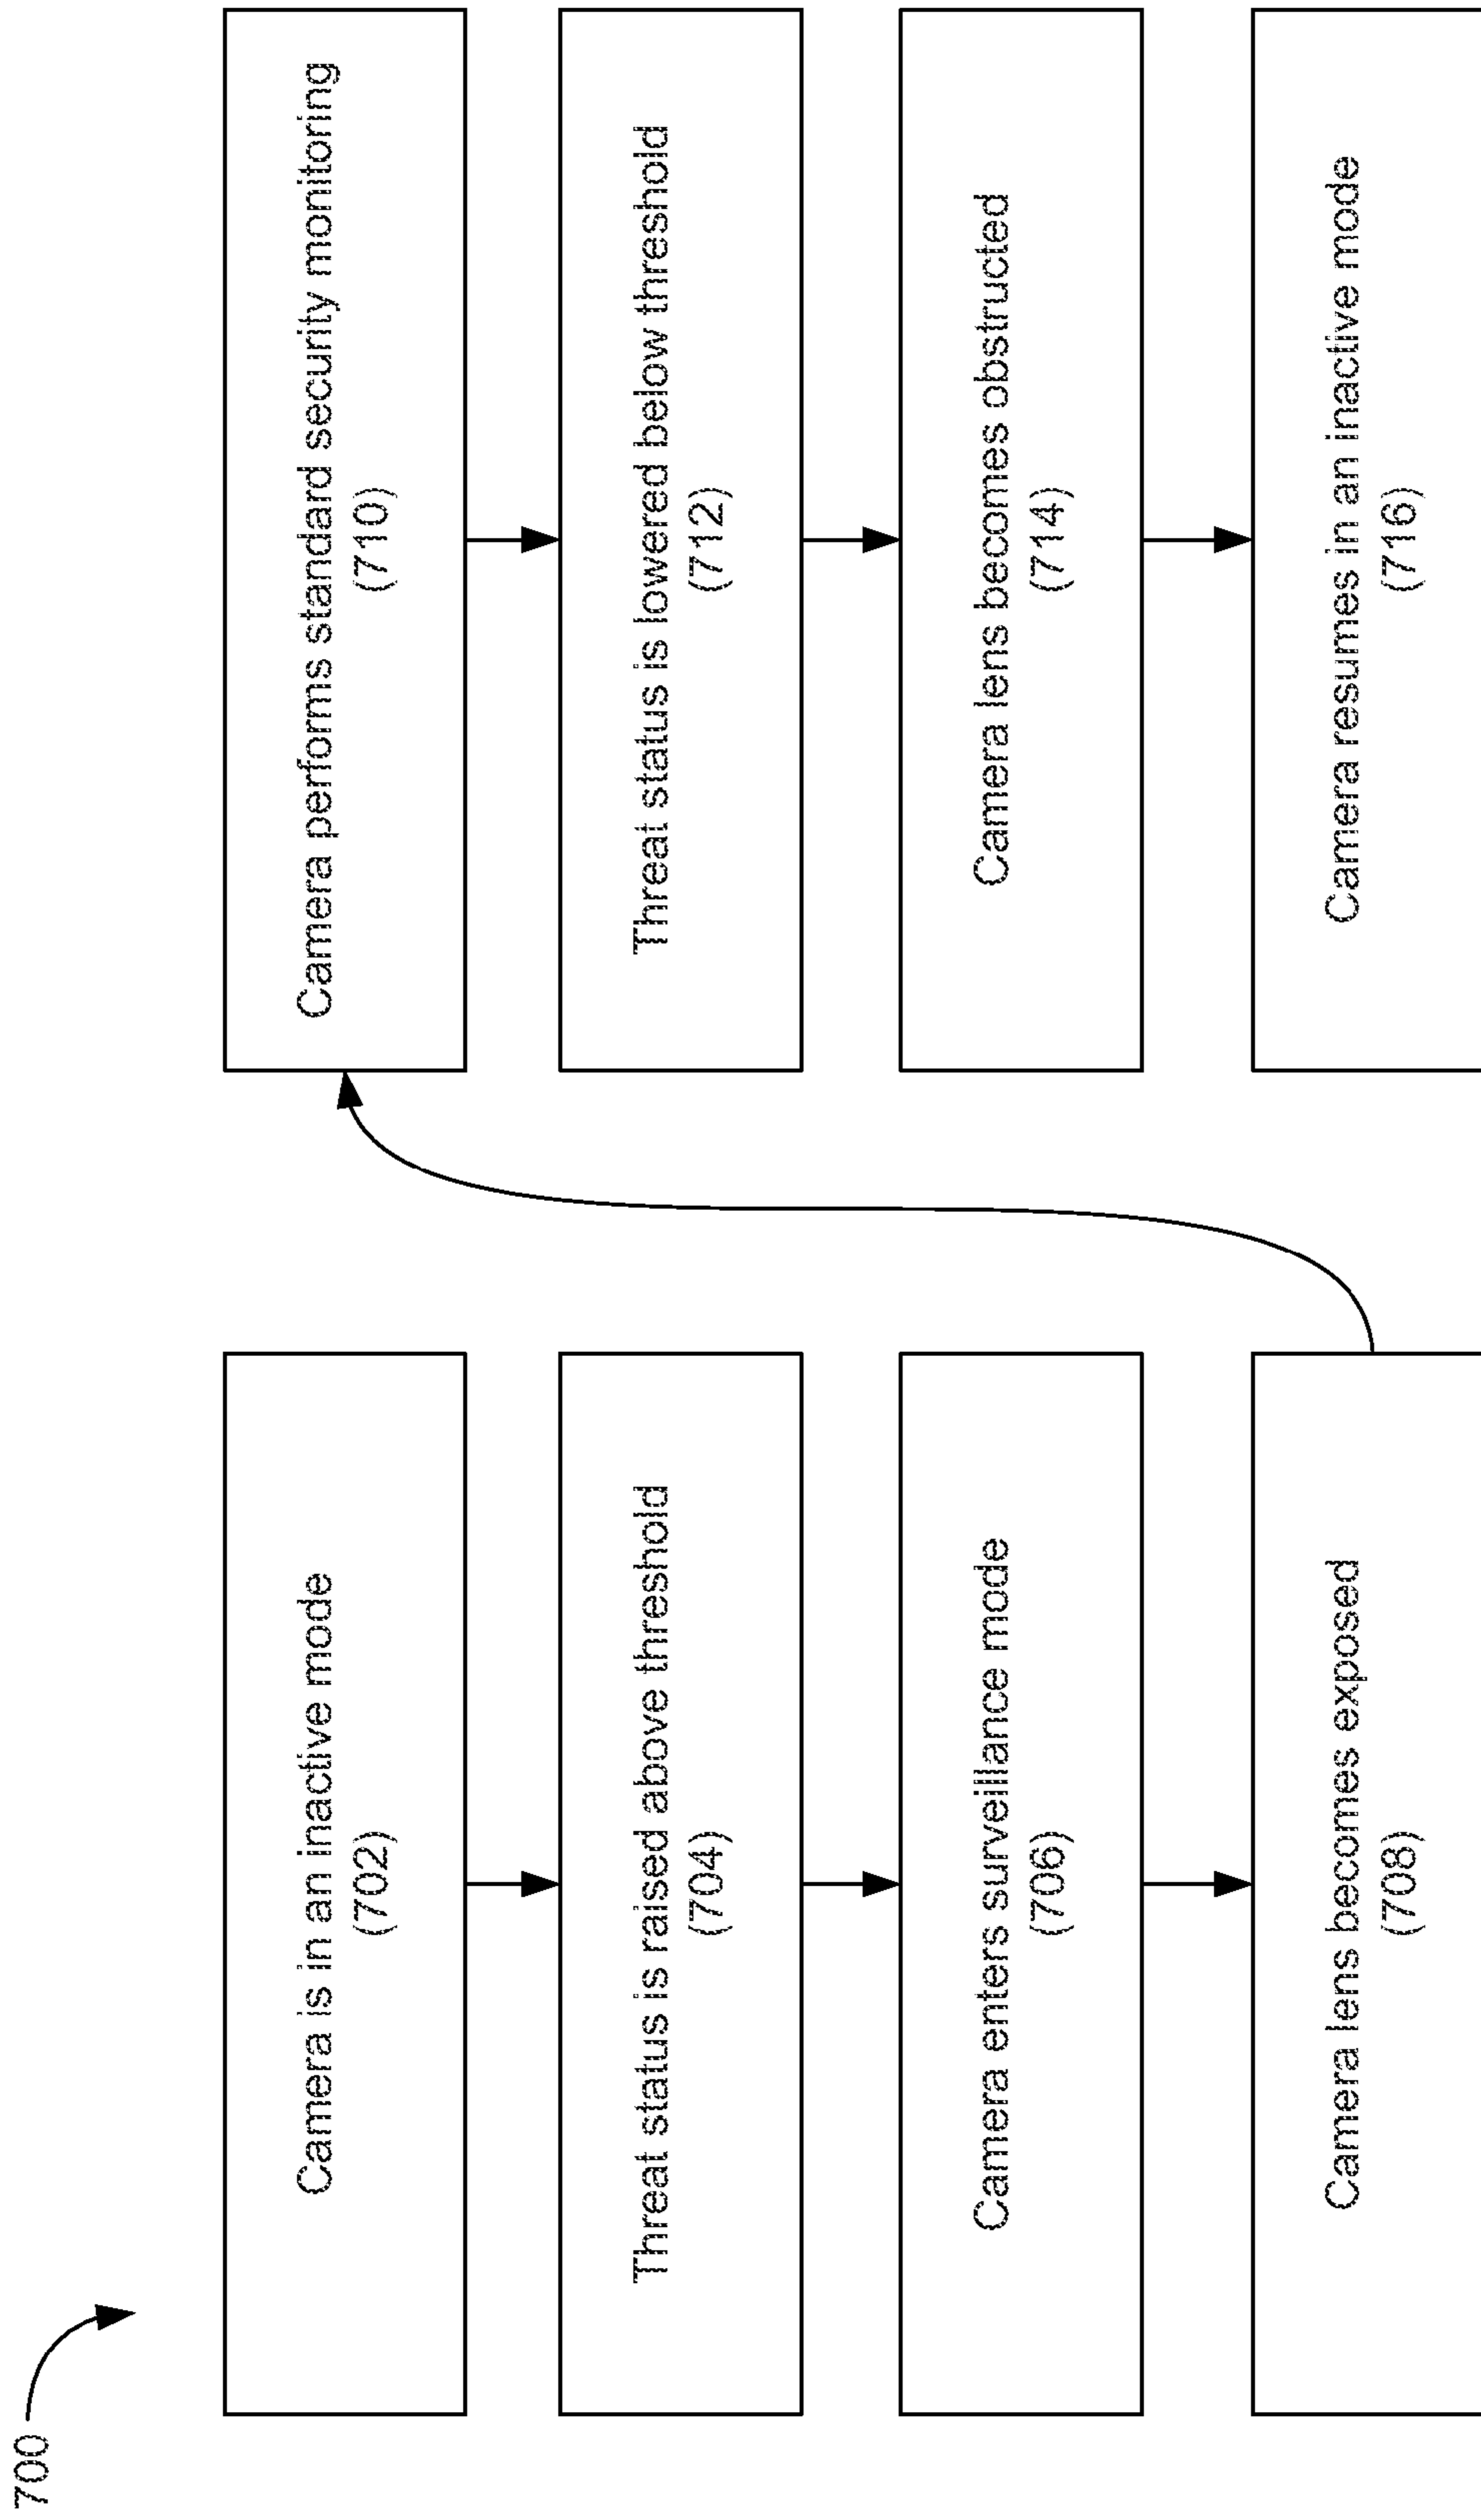 700
Camera is in an inactive mode
(702)
Threat status is raised above threshold
(704)
Camera enters surveillance mode
(706)
Camera lens becomes exposed
(708)
Camera performs standard security monitoring
(710)
Threat status is lowered below threshold
(712)
Camera lens becomes obstructed
(714)
Camera resumes in an inactive mode
(716)